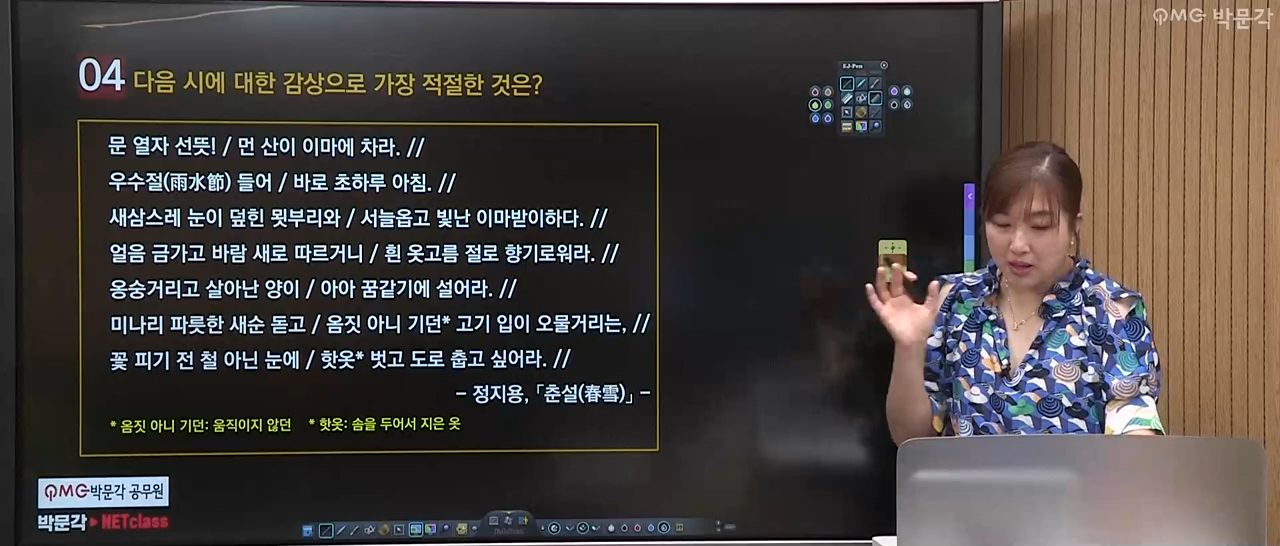 QMG 박문각
04 다음 시에 대한 감상으로 가장 적절한 것은?
문 열자 선뜻! / 먼 산이 이마에 차라. //
우수절(雨水節) 들어 / 바로 초하루 아침. //
새삼스레 눈이 덮힌 묏부리와 / 서늘옵고 빛난 이마받이하다. //
얼음 금가고 바람 새로 따르거니 / 흰 옷고름 절로 향기로워라. //
옹숭거리고 살아난 양이 / 아아 꿈같기에 설어라. //
미나리 파릇한 새순 돋고 / 옴짓 아니 기던* 고기 입이 오물거리는, //
꽃 피기 전 철 아닌 눈에 / 핫옷* 벗고 도로 춥고 싶어라. //
– 정지용, 「춘설(春雪)」 –
* 옴짓 아니 기던: 움직이지 않던 * 핫옷: 솜을 두어서 지은 옷
EJ-Pen
QMG 박문각 공무원
박문각 ▶ NETclass